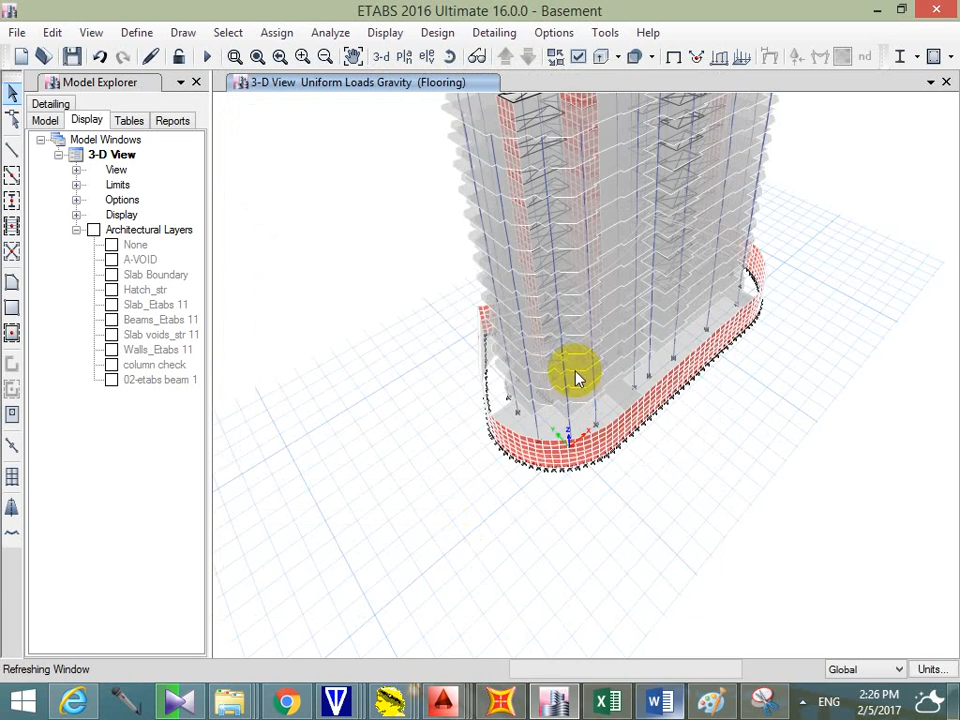 ETABS 2016 Ultimate 16.0.0 - Basement
File Edit View Define Draw Select Assign Analyze Display Design Detailing Options Tools Help
3-d
nd
Model Explorer
3-D View Uniform Loads Gravity (Flooring)
Detailing
Model Display Tables Reports
Model Windows
3-D View
View
Limits
Options
Display
Architectural Layers
None
A-VOID
Slab Boundary
Hatch_str
Slab_Etabs 11
Beams_Etabs 11
Slab voids_str 11
Walls_Etabs 11
column check
02-etabs beam 1
Z
Y
X
Refreshing Window
Global
Units...
ENG
2:26 PM
2/5/2017